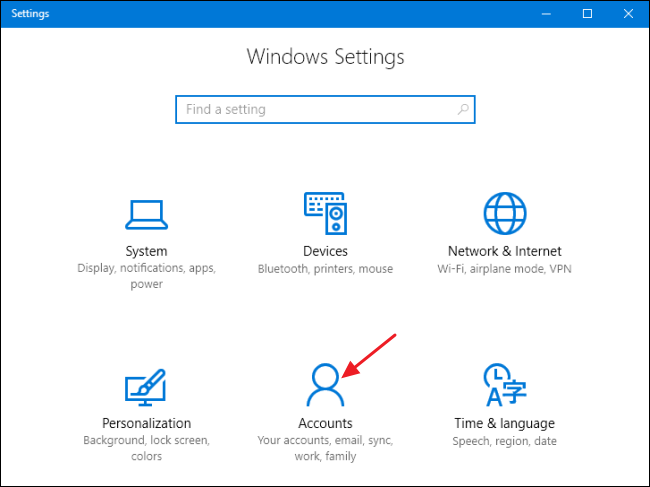 Settings
Windows Settings
Find a setting
System
Display, notifications, apps,
power
Devices
Bluetooth, printers, mouse
Network & Internet
Wi-Fi, airplane mode, VPN
Personalization
Background, lock screen,
colors
Accounts
Your accounts, email, sync,
work, family
A字
Time & language
Speech, region, date